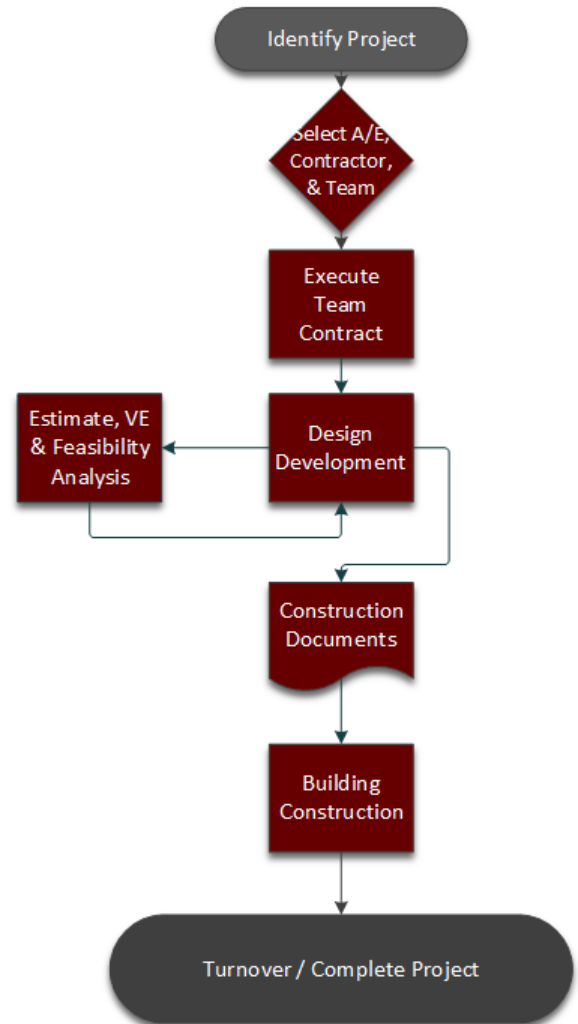 Identify Project
Select A/E,
Contractor,
& Team
Execute
Team
Contract
Estimate, VE
& Feasibility
Analysis
Design
Development
Construction
Documents
Building
Construction
Turnover / Complete Project